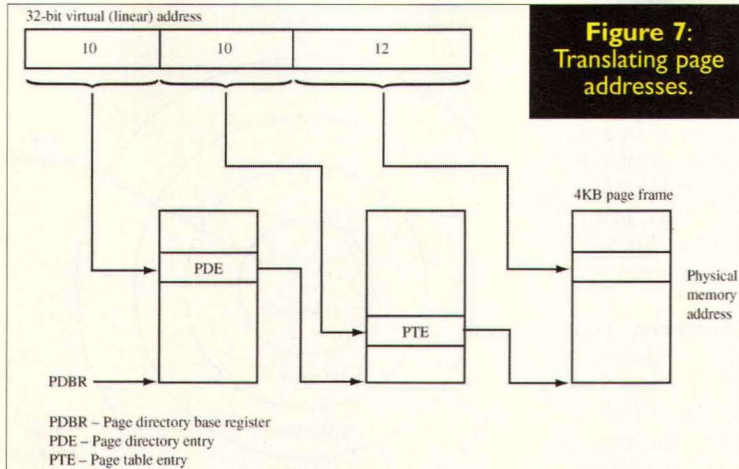 32-bit virtual (linear) address
10
10
12
Figure 7:
Translating page
addresses.
4KB page frame
PDE
Physical
memory
address
PTE
PDBR
PDBR – Page directory base register
PDE – Page directory entry
PTE – Page table entry